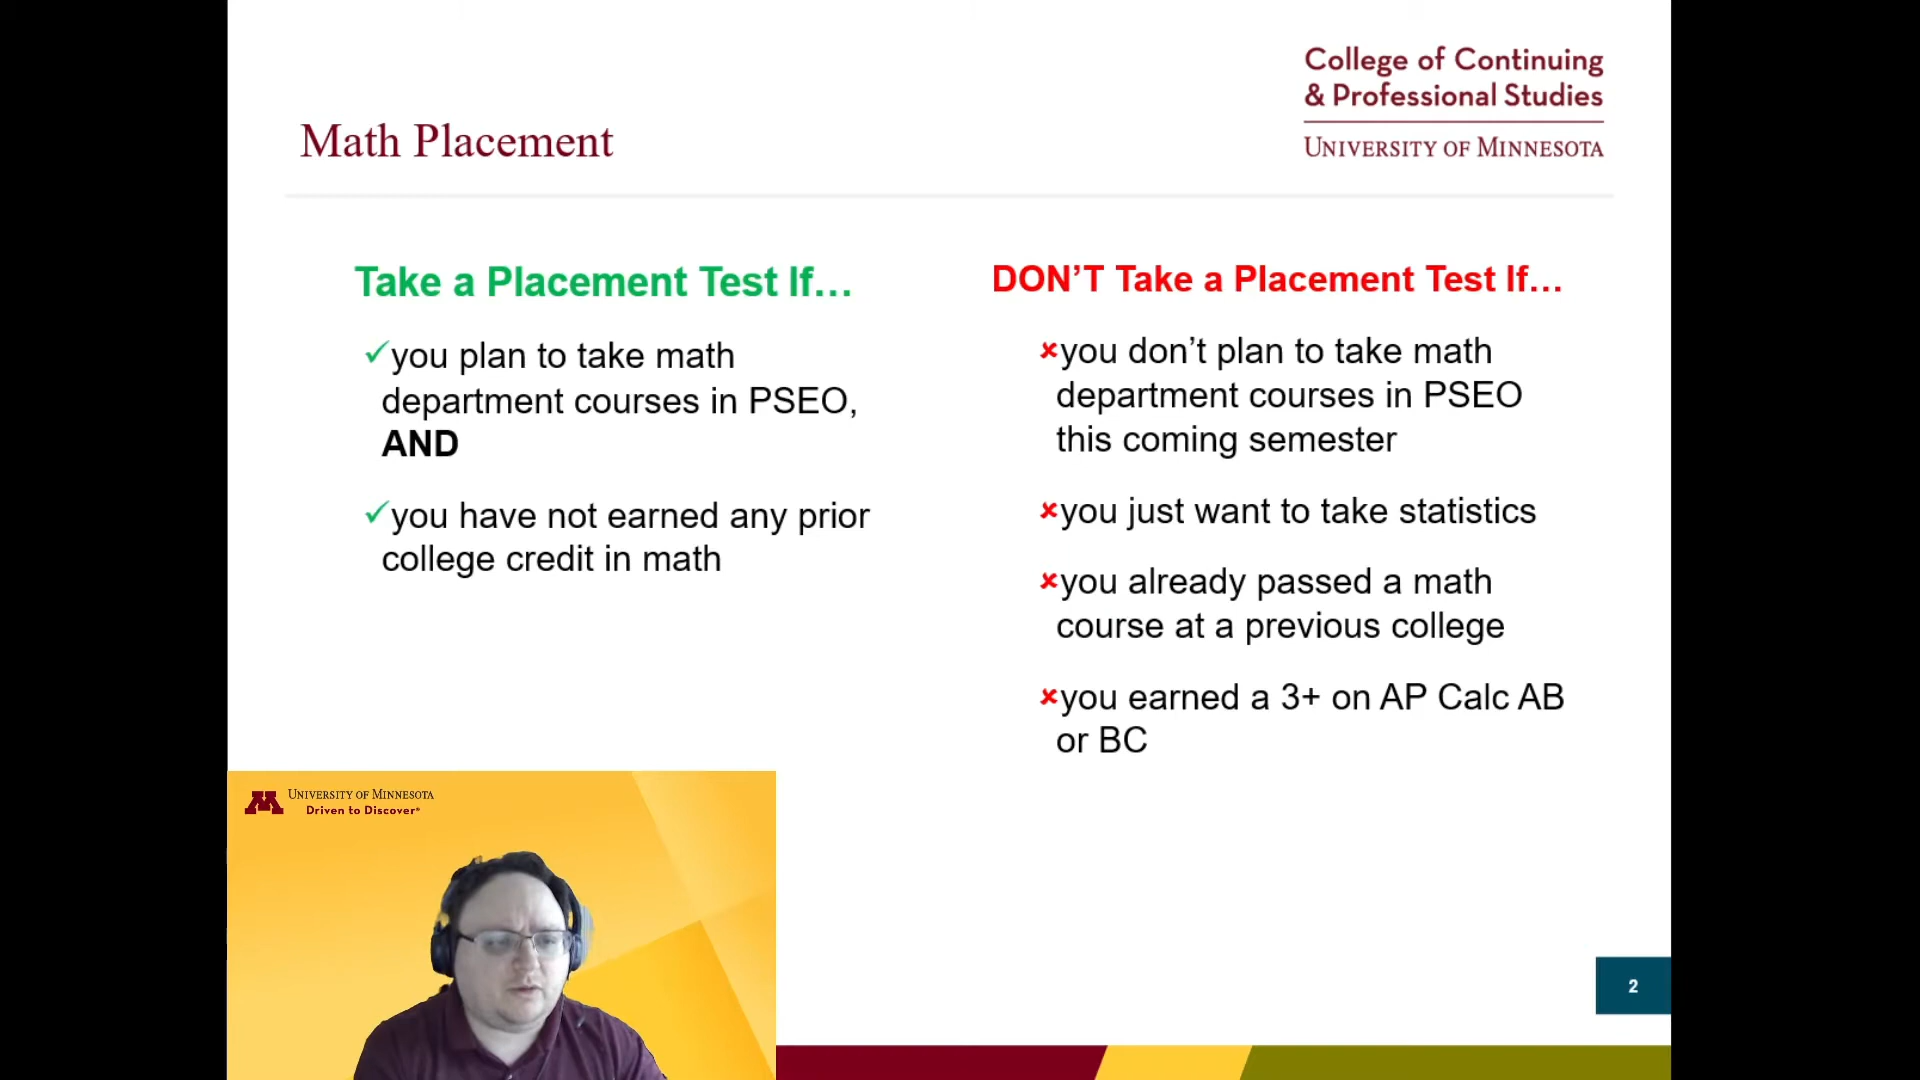 College of Continuing
& Professional Studies
UNIVERSITY OF MINNESOTA
Math Placement
Take a Placement Test If…
✓you plan to take math
department courses in PSEO,
AND
✓you have not earned any prior
college credit in math
DON’T Take a Placement Test If…
✘you don’t plan to take math
department courses in PSEO
this coming semester
✘you just want to take statistics
✘you already passed a math
course at a previous college
✘you earned a 3+ on AP Calc AB
or BC
M UNIVERSITY OF MINNESOTA
Driven to Discover®
2